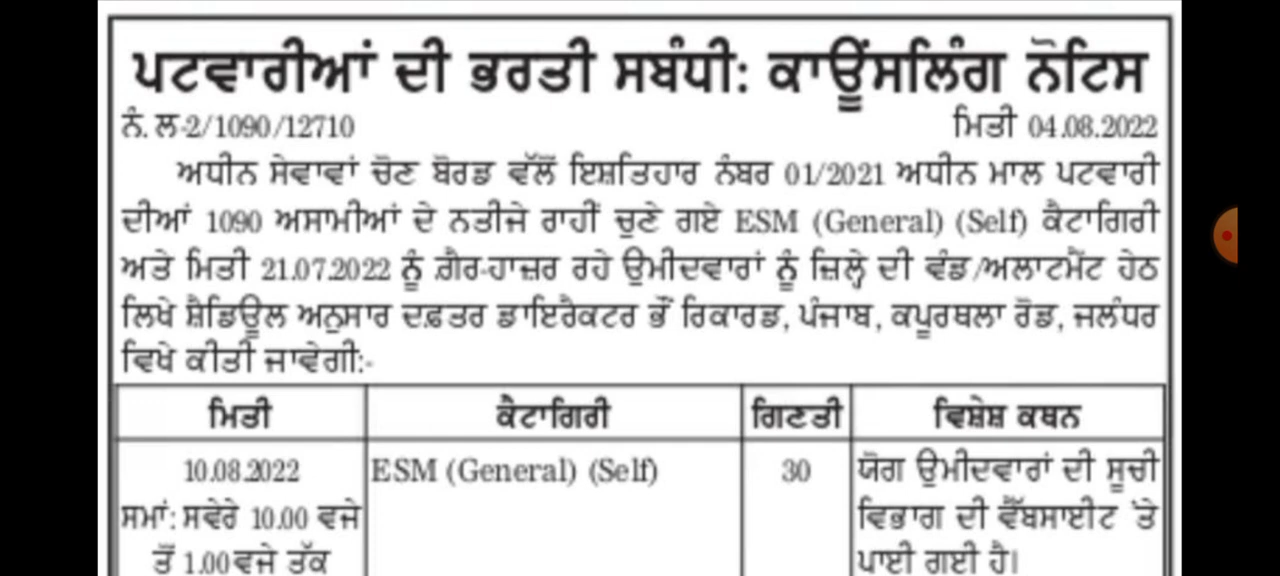 ਪਟਵਾਰੀਆਂ ਦੀ ਭਰਤੀ ਸਬੰਧੀ: ਕਾਊਂਸਲਿੰਗ ਨੋਟਿਸ
ਨੰ. ਲ-2/1090/12710 ਮਿਤੀ 04.08.2022
ਅਧੀਨ ਸੇਵਾਵਾਂ ਚੋਣ ਬੋਰਡ ਵੱਲੋਂ ਇਸ਼ਤਿਹਾਰ ਨੰਬਰ 01/2021 ਅਧੀਨ ਮਾਲ ਪਟਵਾਰੀ
ਦੀਆਂ 1090 ਅਸਾਮੀਆਂ ਦੇ ਨਤੀਜੇ ਰਾਹੀਂ ਚੁਣੇ ਗਏ ESM (General) (Self) ਕੈਟਾਗਿਰੀ
ਅਤੇ ਮਿਤੀ 21.07.2022 ਨੂੰ ਗ਼ੈਰ-ਹਾਜ਼ਰ ਰਹੇ ਉਮੀਦਵਾਰਾਂ ਨੂੰ ਜ਼ਿਲ੍ਹੇ ਦੀ ਵੰਡ/ਅਲਾਟਮੈਂਟ ਹੇਠ
ਲਿਖੇ ਸ਼ੈਡਿਊਲ ਅਨੁਸਾਰ ਦਫ਼ਤਰ ਡਾਇਰੈਕਟਰ ਭੌਂ ਰਿਕਾਰਡ, ਪੰਜਾਬ, ਕਪੂਰਥਲਾ ਰੋਡ, ਜਲੰਧਰ
ਵਿਖੇ ਕੀਤੀ ਜਾਵੇਗੀ:-
ਮਿਤੀ ਕੈਟਾਗਿਰੀ ਗਿਣਤੀ ਵਿਸ਼ੇਸ਼ ਕਥਨ
10.08.2022 ESM (General) (Self) 30 ਯੋਗ ਉਮੀਦਵਾਰਾਂ ਦੀ ਸੂਚੀ
ਸਮਾਂ: ਸਵੇਰੇ 10.00 ਵਜੇ ਵਿਭਾਗ ਦੀ ਵੈੱਬਸਾਈਟ 'ਤੇ
ਤੋਂ 1.00 ਵਜੇ ਤੱਕ ਪਾਈ ਗਈ ਹੈ।